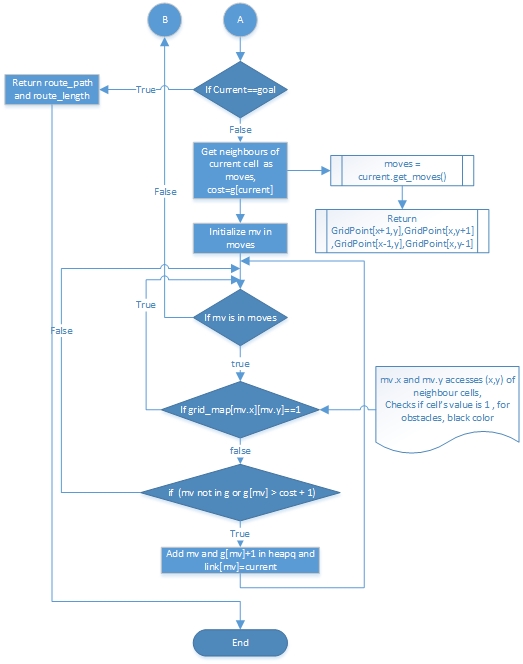 B
A
If Current==goal
True
Return route_path
and route_length
False
Get neighbours of
current cell as
moves,
cost=g[current]
moves =
current.get_moves()
Return
GridPoint[x+1,y],GridPoint[x,y+1]
,GridPoint[x-1,y],GridPoint[x,y-1]
False
Initialize mv in
moves
True
False
If mv is in moves
true
If grid_map[mv.x][mv.y]==1
mv.x and mv.y accesses (x,y) of
neighbour cells,
Checks if cell's value is 1 , for
obstacles, black color
false
if (mv not in g or g[mv] > cost + 1)
True
Add mv and g[mv]+1 in heapq and
link[mv]=current
End